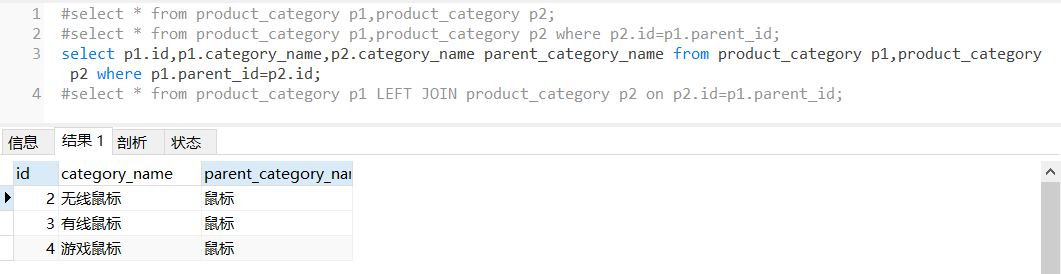 1 #select * from product_category p1,product_category p2;
2 #select * from product_category p1,product_category p2 where p2.id=p1.parent_id;
3 select p1.id,p1.category_name,p2.category_name parent_category_name from product_category p1,product_category
p2 where p1.parent_id=p2.id;
4 #select * from product_category p1 LEFT JOIN product_category p2 on p2.id=p1.parent_id;
信息 结果 1 剖析 状态
id category_name parent_category_nar
2 无线鼠标 鼠标
3 有线鼠标 鼠标
4 游戏鼠标 鼠标